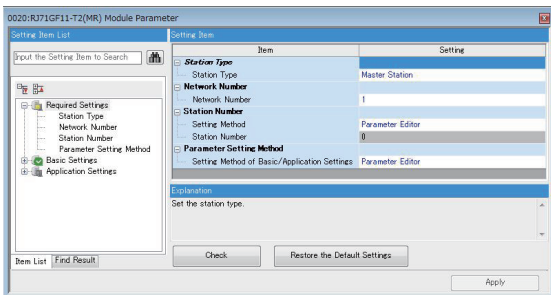 0020:RJ71GF11-T2(MR) Module Parameter
Setting Item List
Input the Setting Item to Search
Required Settings
Station Type
Network Number
Station Number
Parameter Setting Method
Basic Settings
Application Settings
Item List Find Result
Setting Item
Item Setting
Station Type
Station Type Master Station
Network Number
Network Number 1
Station Number
Setting Method Parameter Editor
Station Number 0
Parameter Setting Method
Setting Method of Basic/Application Settings Parameter Editor
Explanation
Set the station type.
Check Restore the Default Settings
Apply